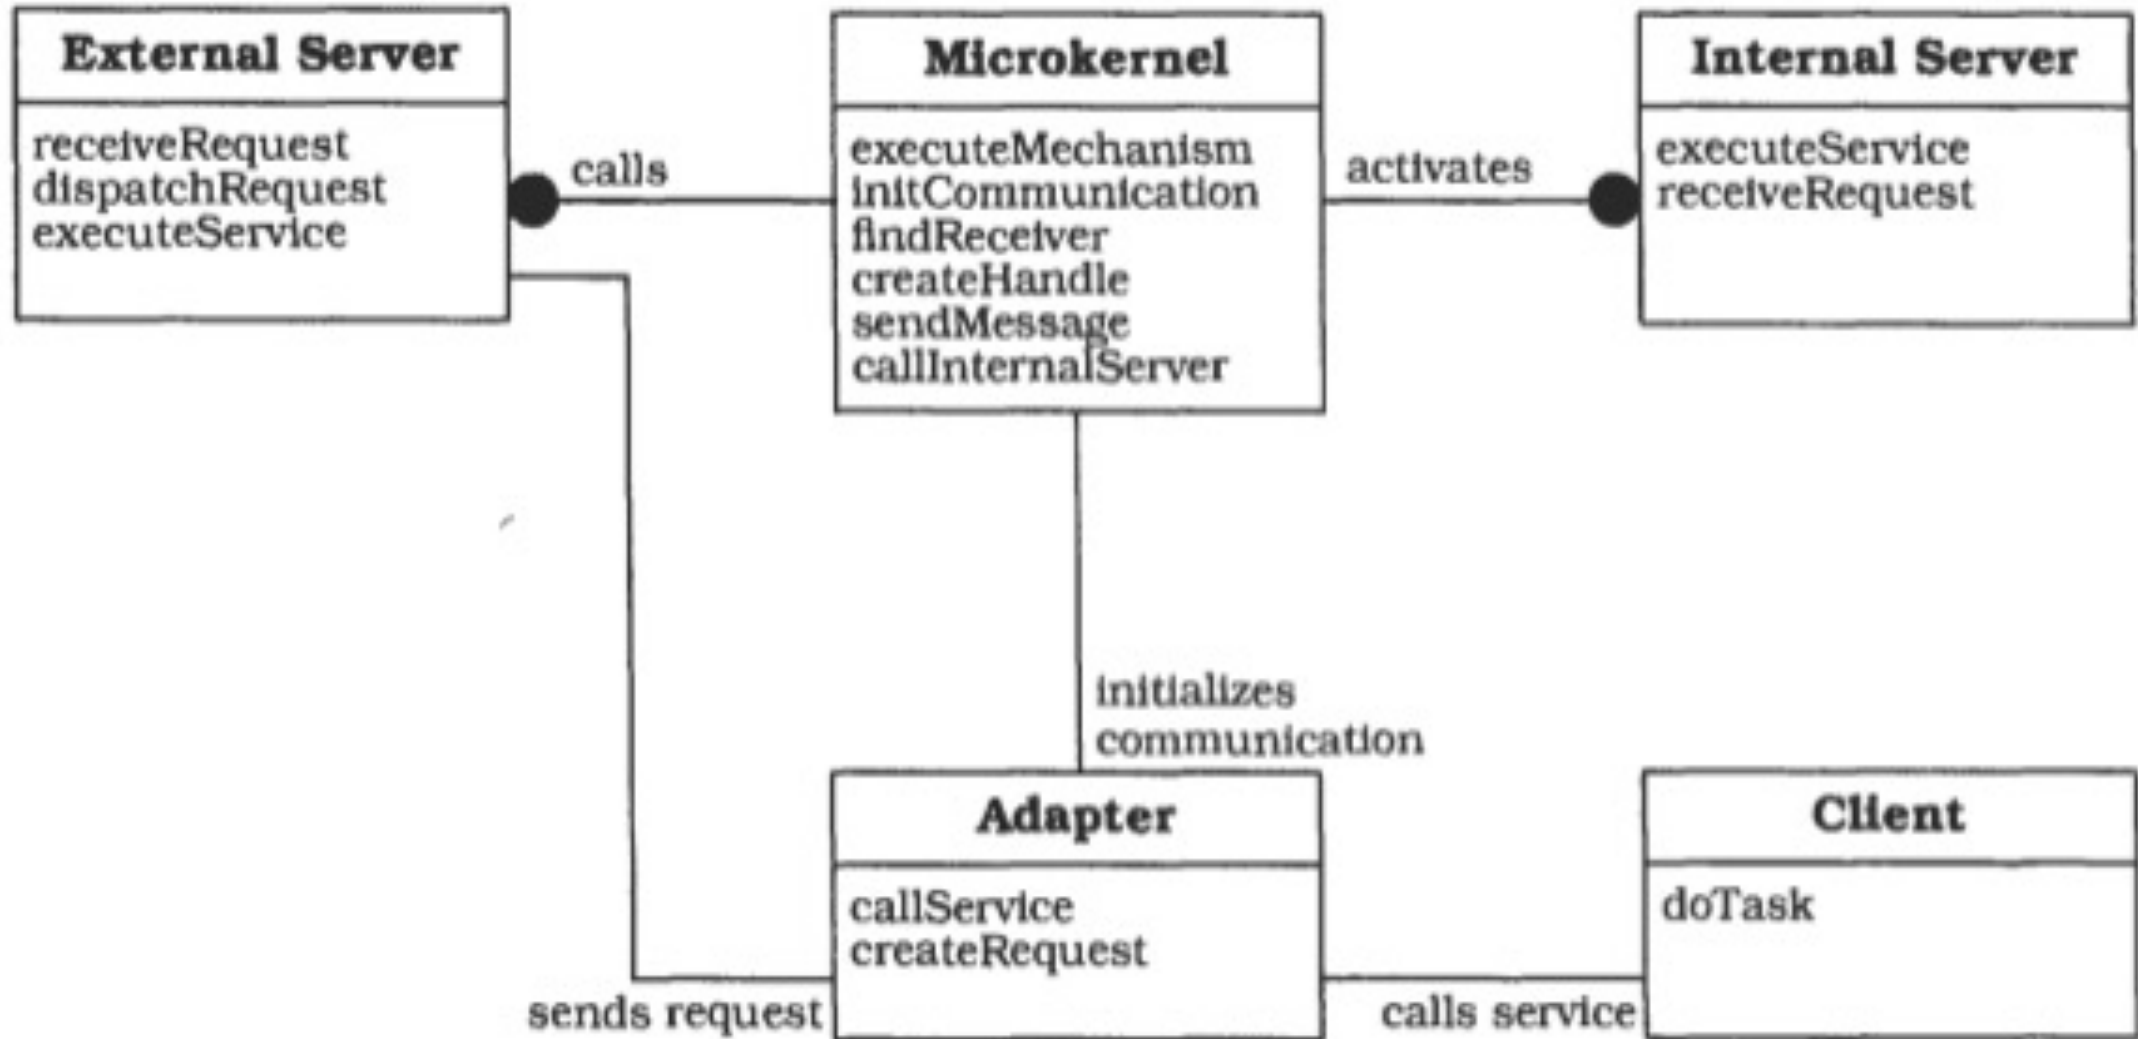 External Server
receiveRequest
dispatchRequest
executeService
calls
Microkernel
executeMechanism
initCommunication
findReceiver
createHandle
sendMessage
callInternalServer
activates
Internal Server
executeService
receiveRequest
initializes
communication
Adapter
callService
createRequest
sends request
calls service
Client
doTask